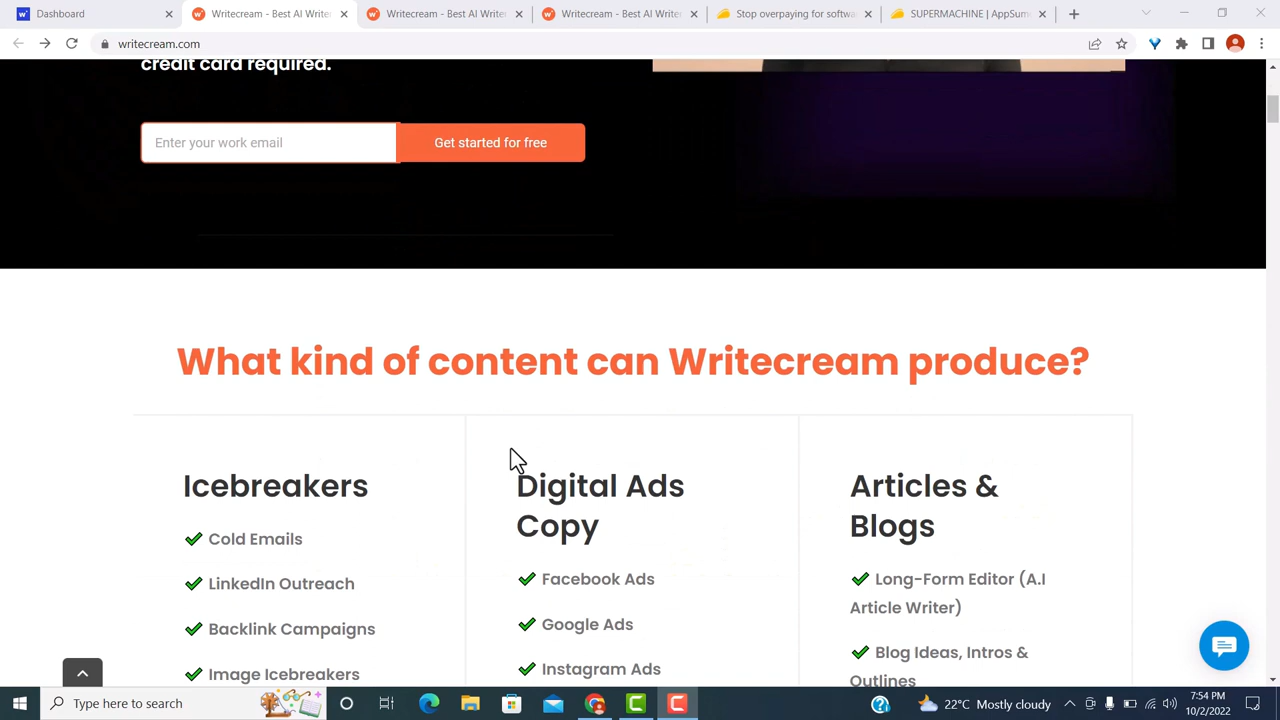 Dashboard
Writecream - Best AI Write
Writecream - Best AI Write
Writecream - Best AI Write
Stop overpaying for softwa
SUPERMACHINE | AppSum
writecream.com
credit card required.
Enter your work email
Get started for free
What kind of content can Writecream produce?
Icebreakers
Cold Emails
LinkedIn Outreach
Backlink Campaigns
Image Icebreakers
Digital Ads
Copy
Facebook Ads
Google Ads
Instagram Ads
Articles &
Blogs
Long-Form Editor (A.I
Article Writer)
Blog Ideas, Intros &
Outlines
Type here to search
22°C Mostly cloudy
7:54 PM
10/2/2022